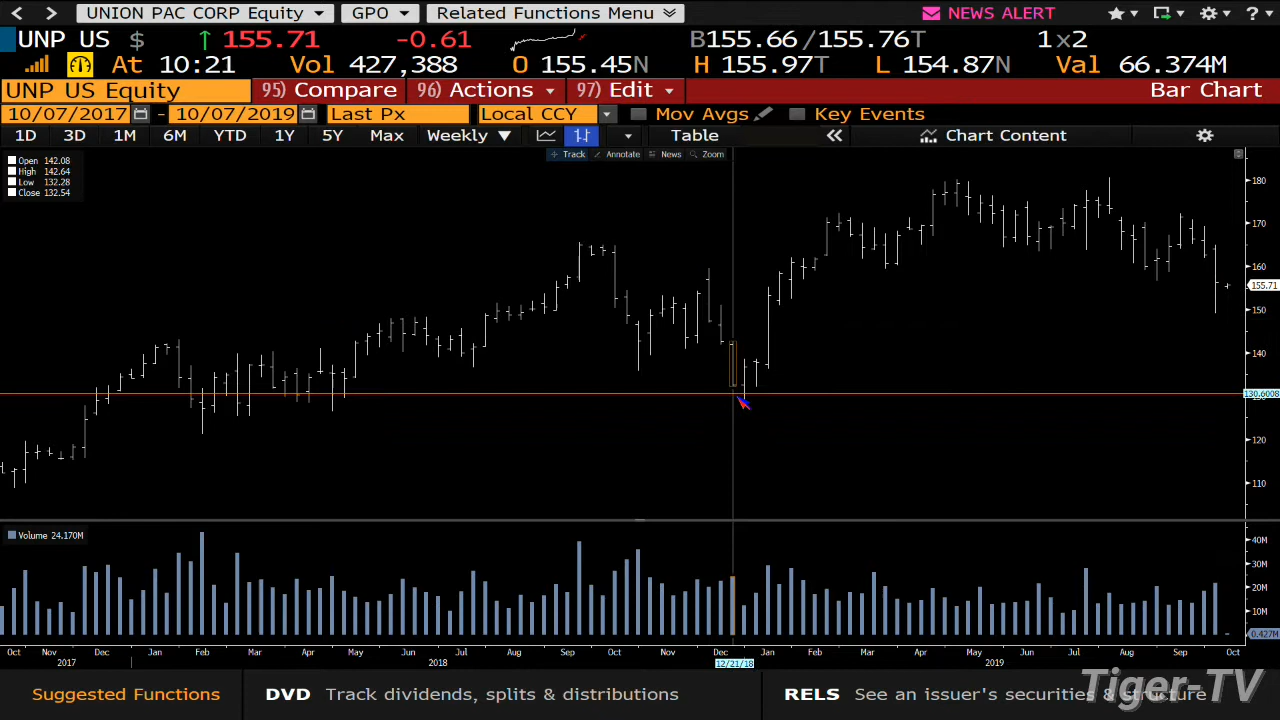 UNION PAC CORP Equity GPO Related Functions Menu NEWS ALERT ?
UNP US $ ↑ 155.71 -0.61 B155.66/155.76T 1x2
At 10:21 Vol 427,388 O 155.45N H 155.97T L 154.87N Val 66.374M
UNP US Equity 95) Compare 96) Actions 97) Edit Bar Chart
10/07/2017 - 10/07/2019 Last Px Local CCY Mov Avgs Key Events
1D 3D 1M 6M YTD 1Y 5Y Max Weekly ▼ Table « Chart Content
Track Annotate News Zoom
Open 142.08
High 142.64
Low 132.28
Close 132.54
180
170
160
155.71
150
140
130.6008
120
110
Volume 24.170M
40M
30M
20M
10M
0.427M
Oct Nov Dec Jan Feb Mar Apr May Jun Jul Aug Sep Oct Nov Dec Jan Feb Mar Apr May Jun Jul Aug Sep Oct
2017 2018 12/21/18 2019
Suggested Functions DVD Track dividends, splits & distributions RELS See an issuer's securities & structure
Tiger-TV